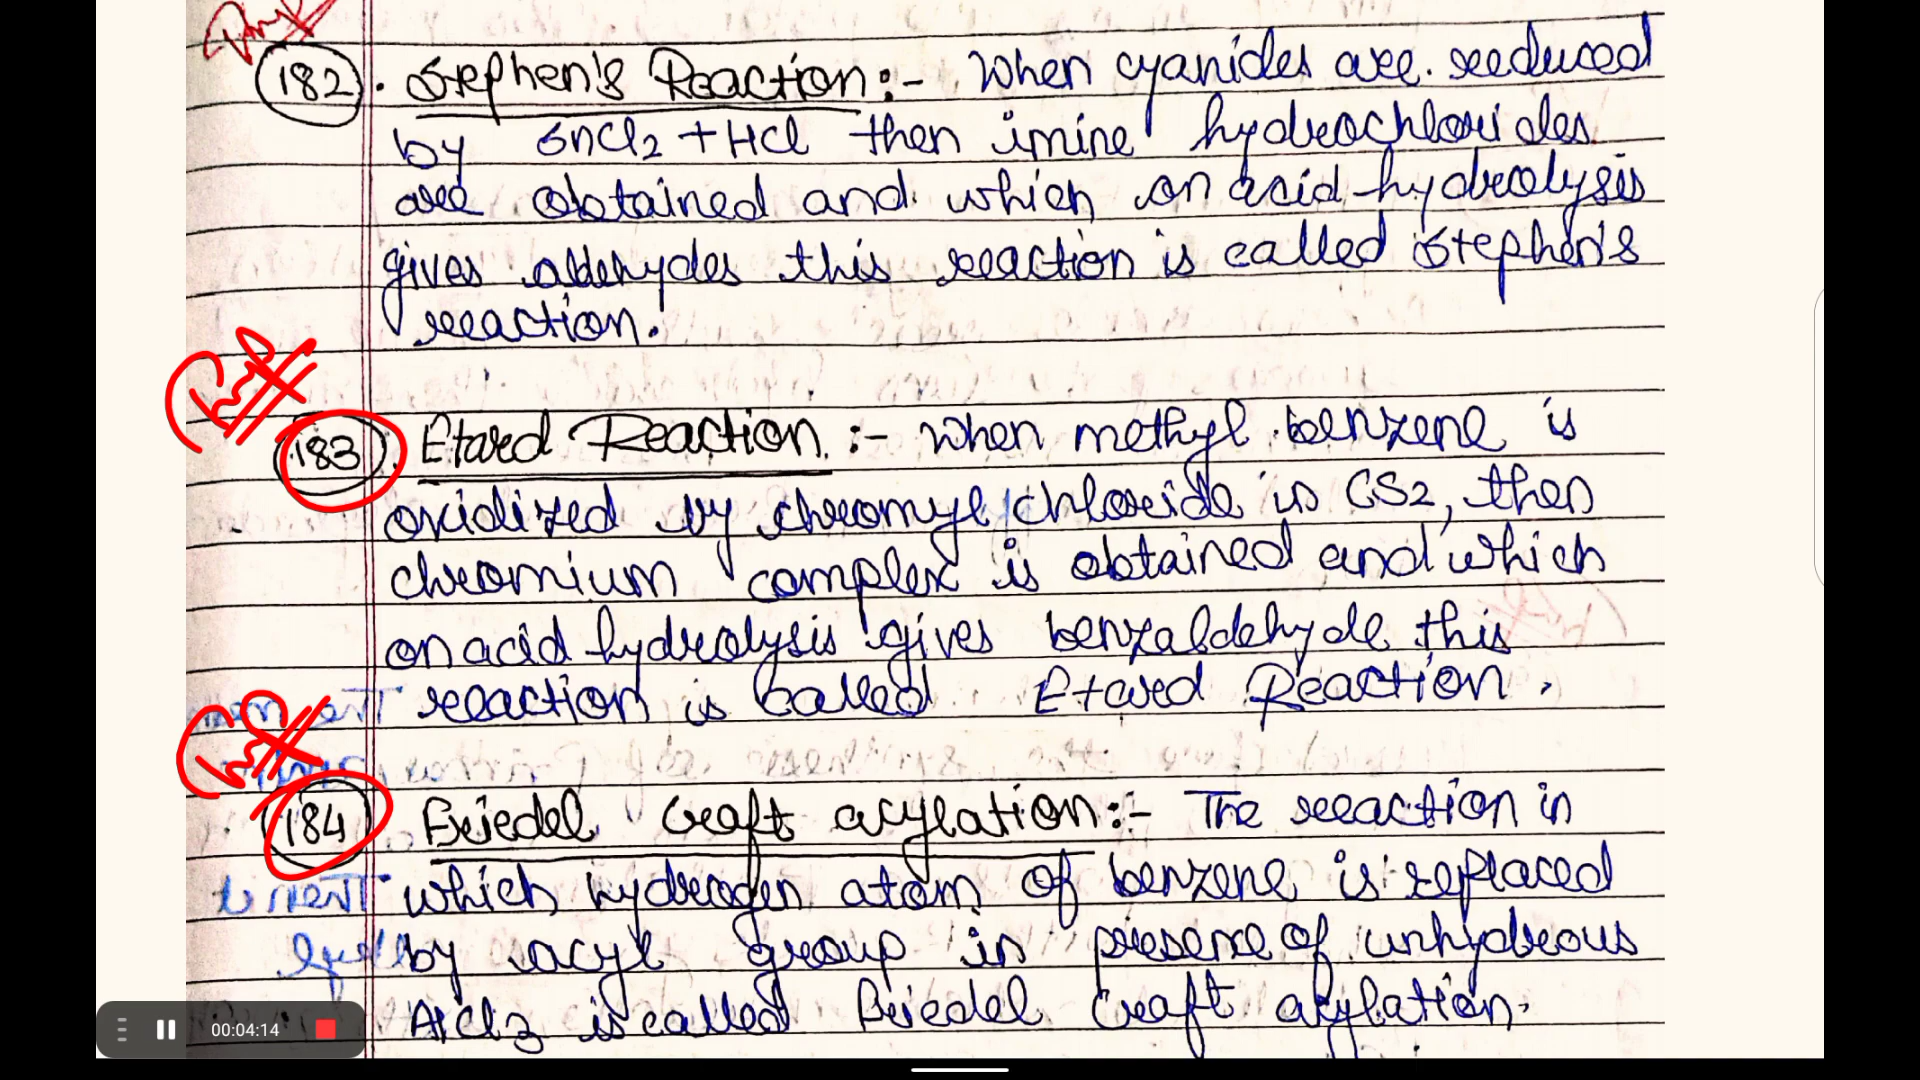 182. Stephen's Reaction :- When cyanides are reduced
by SnCl2 + HCl then imine hydrochlorides
are obtained and which on acid hydrolysis
gives aldehydes this reaction is called Stephen's
reaction.
183. Etard Reaction :- When methyl benzene is
oxidized by chromyl chloride in CS2, then
chromium complex is obtained and which
on acid hydrolysis gives benzaldehyde this
reaction is called Etard Reaction.
184 Friedel Craft acylation :- The reaction in
which hydrogen atom of benzene is replaced
by acyl group in presence of unhydrous
AlCl3 is called Friedel Craft acylation.
00:04:14